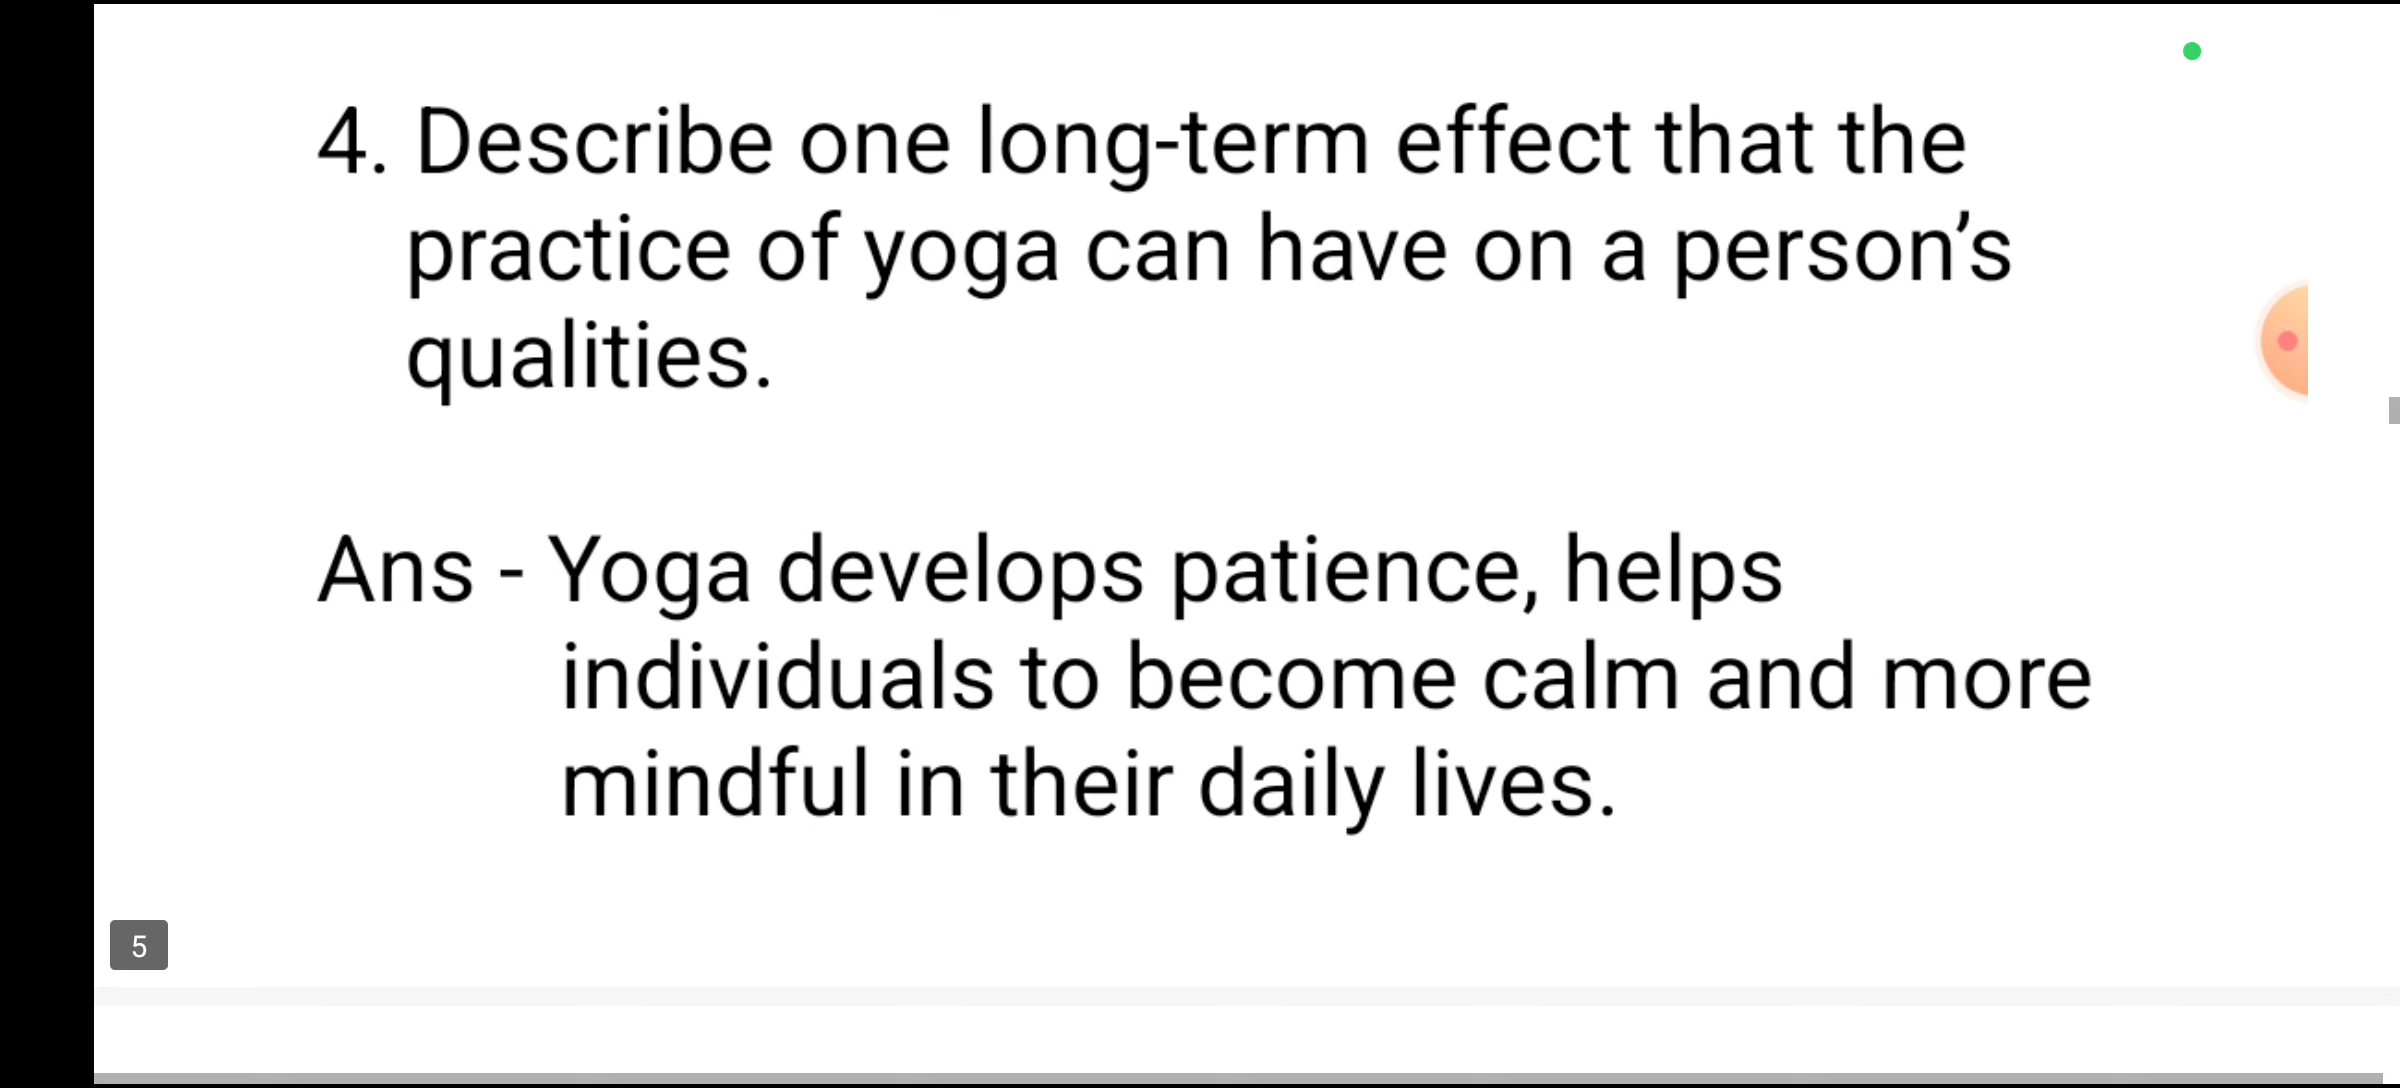 4. Describe one long-term effect that the
practice of yoga can have on a person’s
qualities.
Ans - Yoga develops patience, helps
individuals to become calm and more
mindful in their daily lives.
5